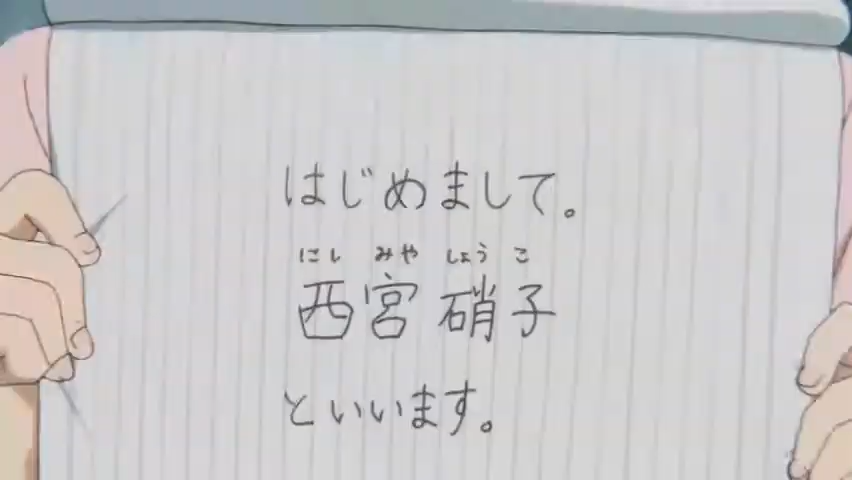 はじめまして。
にし みや しょう こ
西宮 硝子
といいます。